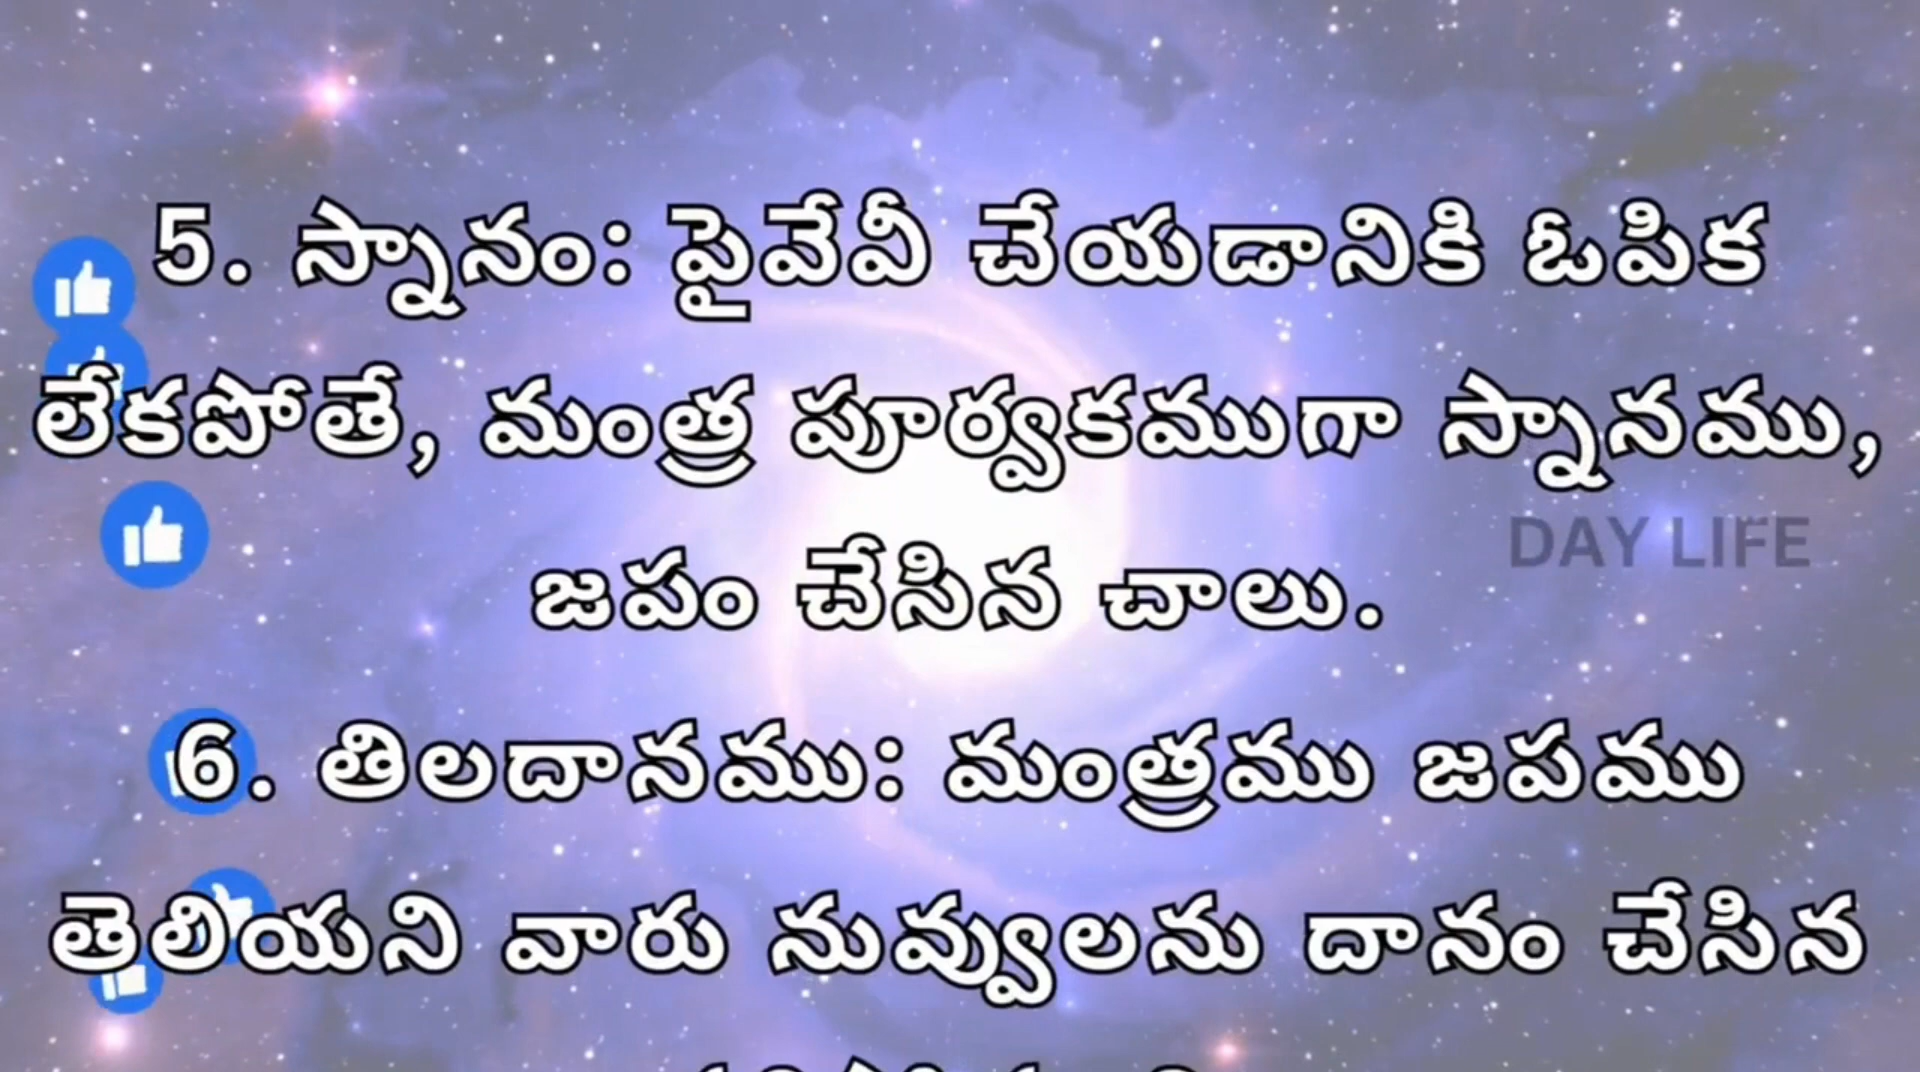 5. స్నానం: పైవేవీ చేయడానికి ఓపిక
లేకపోతే, మంత్ర పూర్వకముగా స్నానము,
DAY LIFE
జపం చేసిన చాలు.
6. తిలదానము: మంత్రము జపము
తెలియని వారు నువ్వులను దానం చేసిన